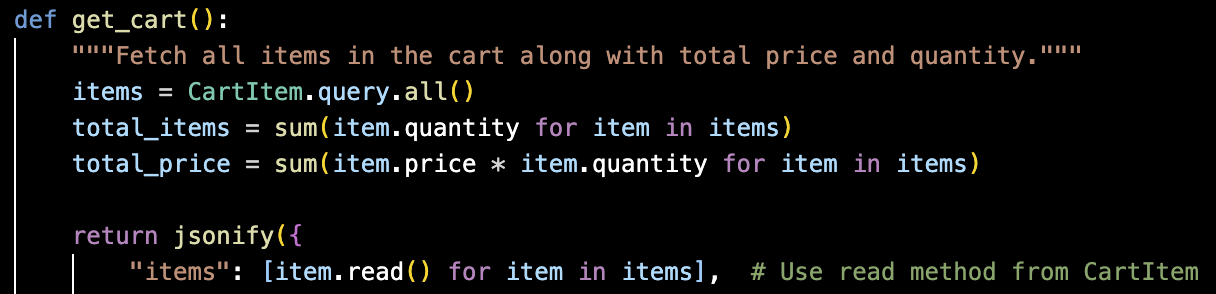 def get_cart():
    """Fetch all items in the cart along with total price and quantity."""
    items = CartItem.query.all()
    total_items = sum(item.quantity for item in items)
    total_price = sum(item.price * item.quantity for item in items)

    return jsonify({
        "items": [item.read() for item in items],  # Use read method from CartItem